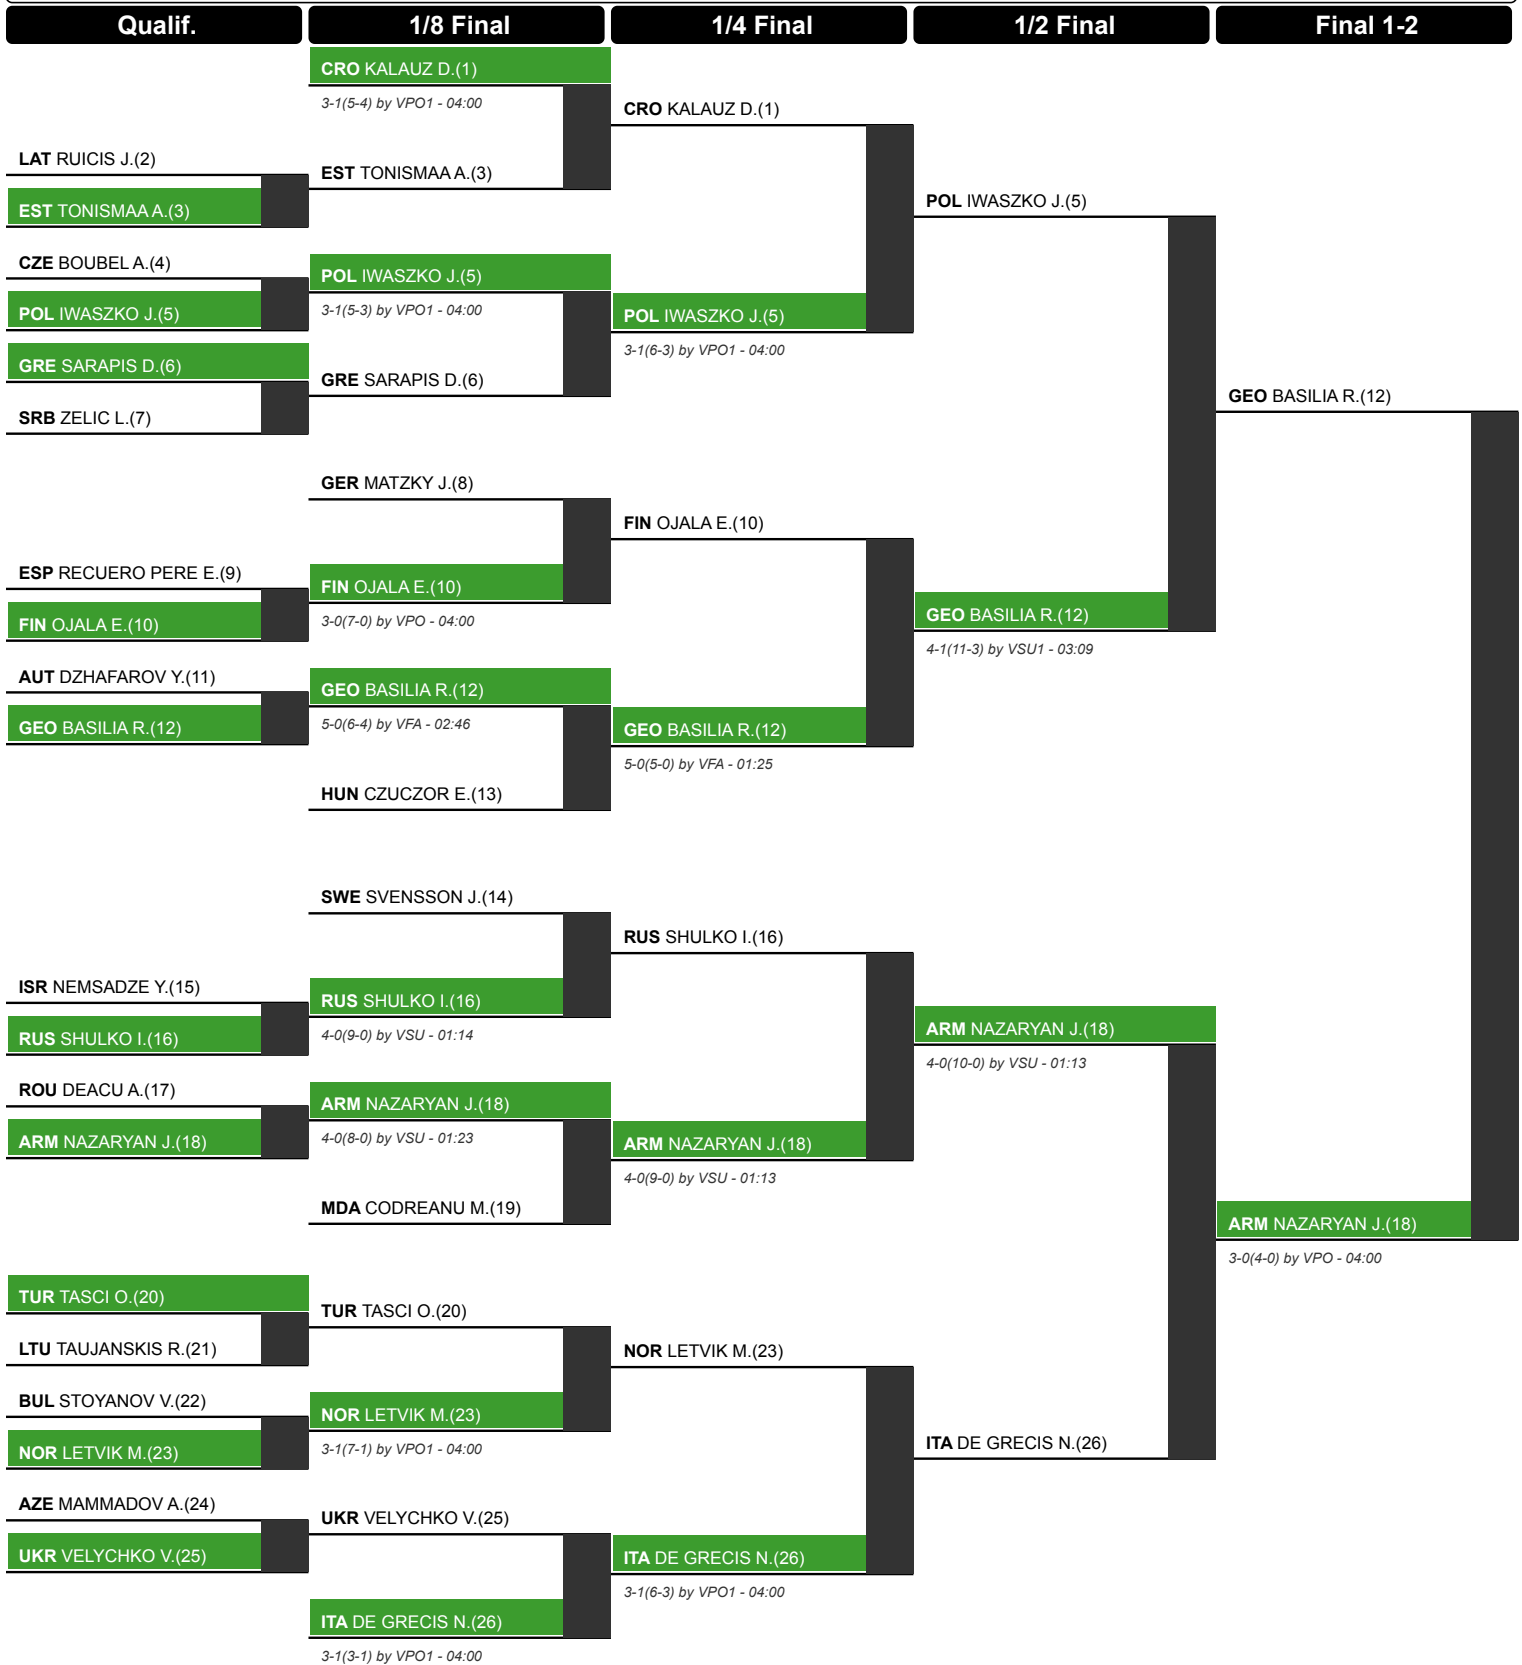 Qualif.
1/8 Final
1/4 Final
1/2 Final
Final 1-2
LAT RUICIS J.(2)
EST TONISMAA A.(3)
CZE BOUBEL A.(4)
POL IWASZKO J.(5)
GRE SARAPIS D.(6)
SRB ZELIC L.(7)
ESP RECUERO PERE E.(9)
FIN OJALA E.(10)
AUT DZHAFAROV Y.(11)
GEO BASILIA R.(12)
ISR NEMSADZE Y.(15)
RUS SHULKO I.(16)
ROU DEACU A.(17)
ARM NAZARYAN J.(18)
TUR TASCI O.(20)
LTU TAUJANSKIS R.(21)
BUL STOYANOV V.(22)
NOR LETVIK M.(23)
AZE MAMMADOV A.(24)
UKR VELYCHKO V.(25)
CRO KALAUZ D.(1)
3-1(5-4) by VPO1 - 04:00
EST TONISMAA A.(3)
POL IWASZKO J.(5)
3-1(5-3) by VPO1 - 04:00
GRE SARAPIS D.(6)
GER MATZKY J.(8)
FIN OJALA E.(10)
3-0(7-0) by VPO - 04:00
GEO BASILIA R.(12)
5-0(6-4) by VFA - 02:46
HUN CZUCZOR E.(13)
SWE SVENSSON J.(14)
RUS SHULKO I.(16)
4-0(9-0) by VSU - 01:14
ARM NAZARYAN J.(18)
4-0(8-0) by VSU - 01:23
MDA CODREANU M.(19)
TUR TASCI O.(20)
NOR LETVIK M.(23)
3-1(7-1) by VPO1 - 04:00
UKR VELYCHKO V.(25)
ITA DE GRECIS N.(26)
3-1(3-1) by VPO1 - 04:00
CRO KALAUZ D.(1)
POL IWASZKO J.(5)
3-1(6-3) by VPO1 - 04:00
FIN OJALA E.(10)
GEO BASILIA R.(12)
5-0(5-0) by VFA - 01:25
RUS SHULKO I.(16)
ARM NAZARYAN J.(18)
4-0(9-0) by VSU - 01:13
NOR LETVIK M.(23)
ITA DE GRECIS N.(26)
3-1(6-3) by VPO1 - 04:00
POL IWASZKO J.(5)
GEO BASILIA R.(12)
4-1(11-3) by VSU1 - 03:09
ARM NAZARYAN J.(18)
4-0(10-0) by VSU - 01:13
ITA DE GRECIS N.(26)
GEO BASILIA R.(12)
ARM NAZARYAN J.(18)
3-0(4-0) by VPO - 04:00